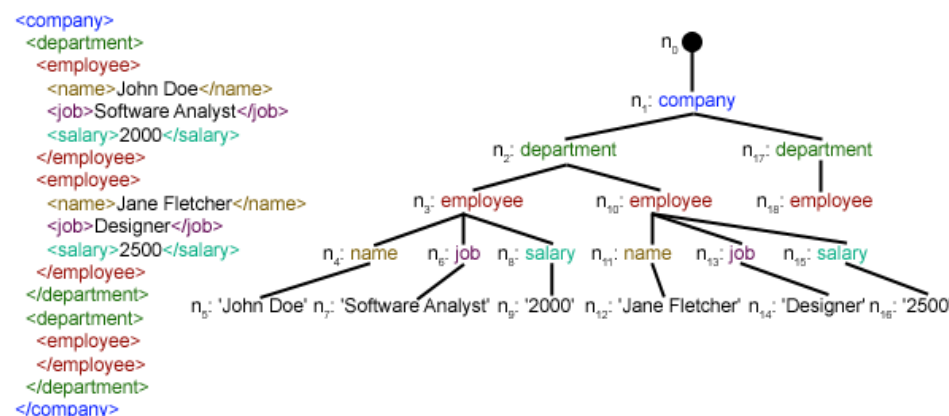 <company>
<department>
<employee>
<name>John Doe</name>
<job>Software Analyst</job>
<salary>2000</salary>
</employee>
<employee>
<name>Jane Fletcher</name>
<job>Designer</job>
<salary>2500</salary>
</employee>
</department>
<department>
<employee>
</employee>
</department>
</company>
n0
n1: company
n2: department n17: department
n3: employee n10: employee n18: employee
n4: name n6: job n8: salary n11: name n13: job n15: salary
n5: 'John Doe' n7: 'Software Analyst' n9: '2000' n12: 'Jane Fletcher' n14: 'Designer' n16: '2500